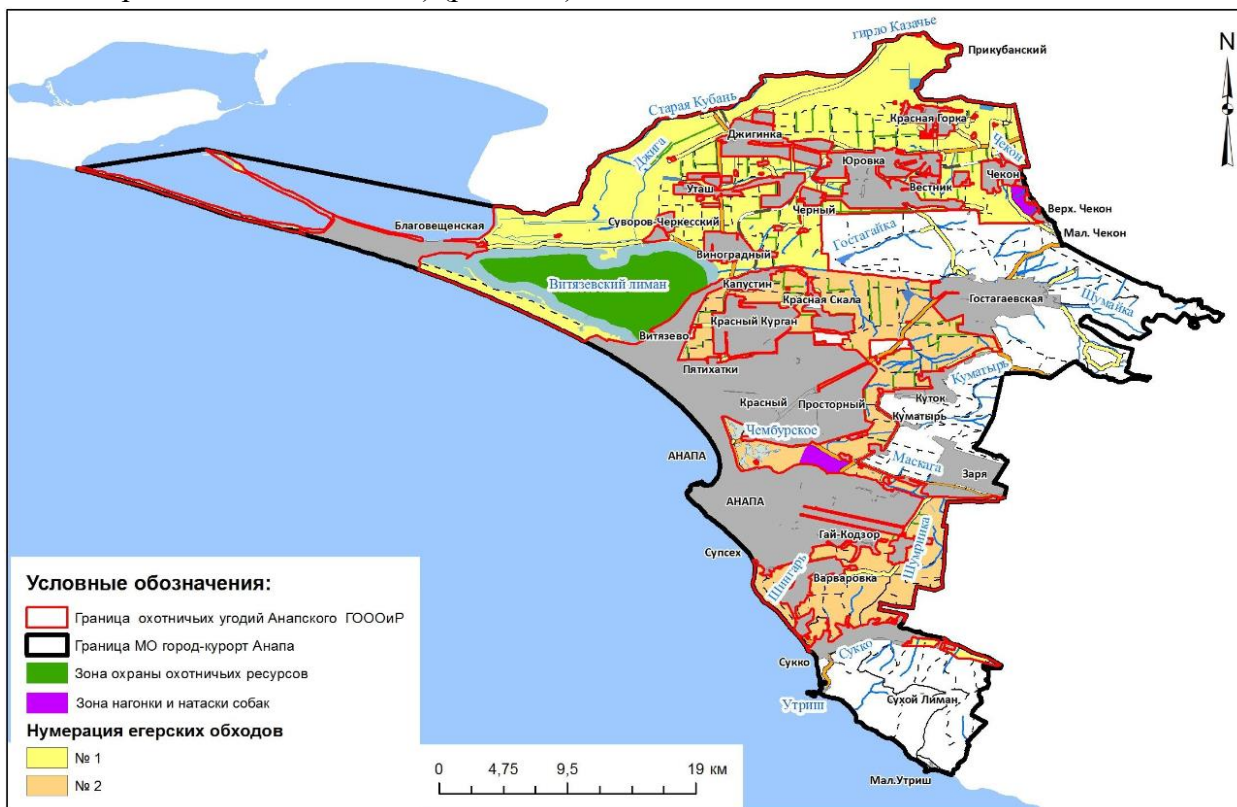 гирло Казачье
Прикубанский
N
Старая Кубань
Красная Горка
Джигинка
Чекон
Джига
Юровка
Чекон
Уташ
Вестник
Черный
Верх. Чекон
Благовещенская
Суворов-Черкесский
Мал. Чекон
Гостагайка
Виноградный
Витязевский лиман
Капустин
Гостагаевская
Шумайка
Красная Скала
Красный Курган
Витязево
Пятихатки
Куматырь
Красный
Просторный
Куток
Куматырь
Чембурское
АНАПА
Маскага
Заря
АНАПА
Гай-Кодзор
Шумринка
Супсех
Шингарь
Варваровка
Сукко
Сукко
Утриш
Сухой Лиман
Мал.Утриш
Условные обозначения:
Граница охотничьих угодий Анапского ГОООиР
Граница МО город-курорт Анапа
Зона охраны охотничьих ресурсов
Зона нагонки и натаски собак
Нумерация егерских обходов
№ 1
№ 2
0 4,75 9,5 19 км